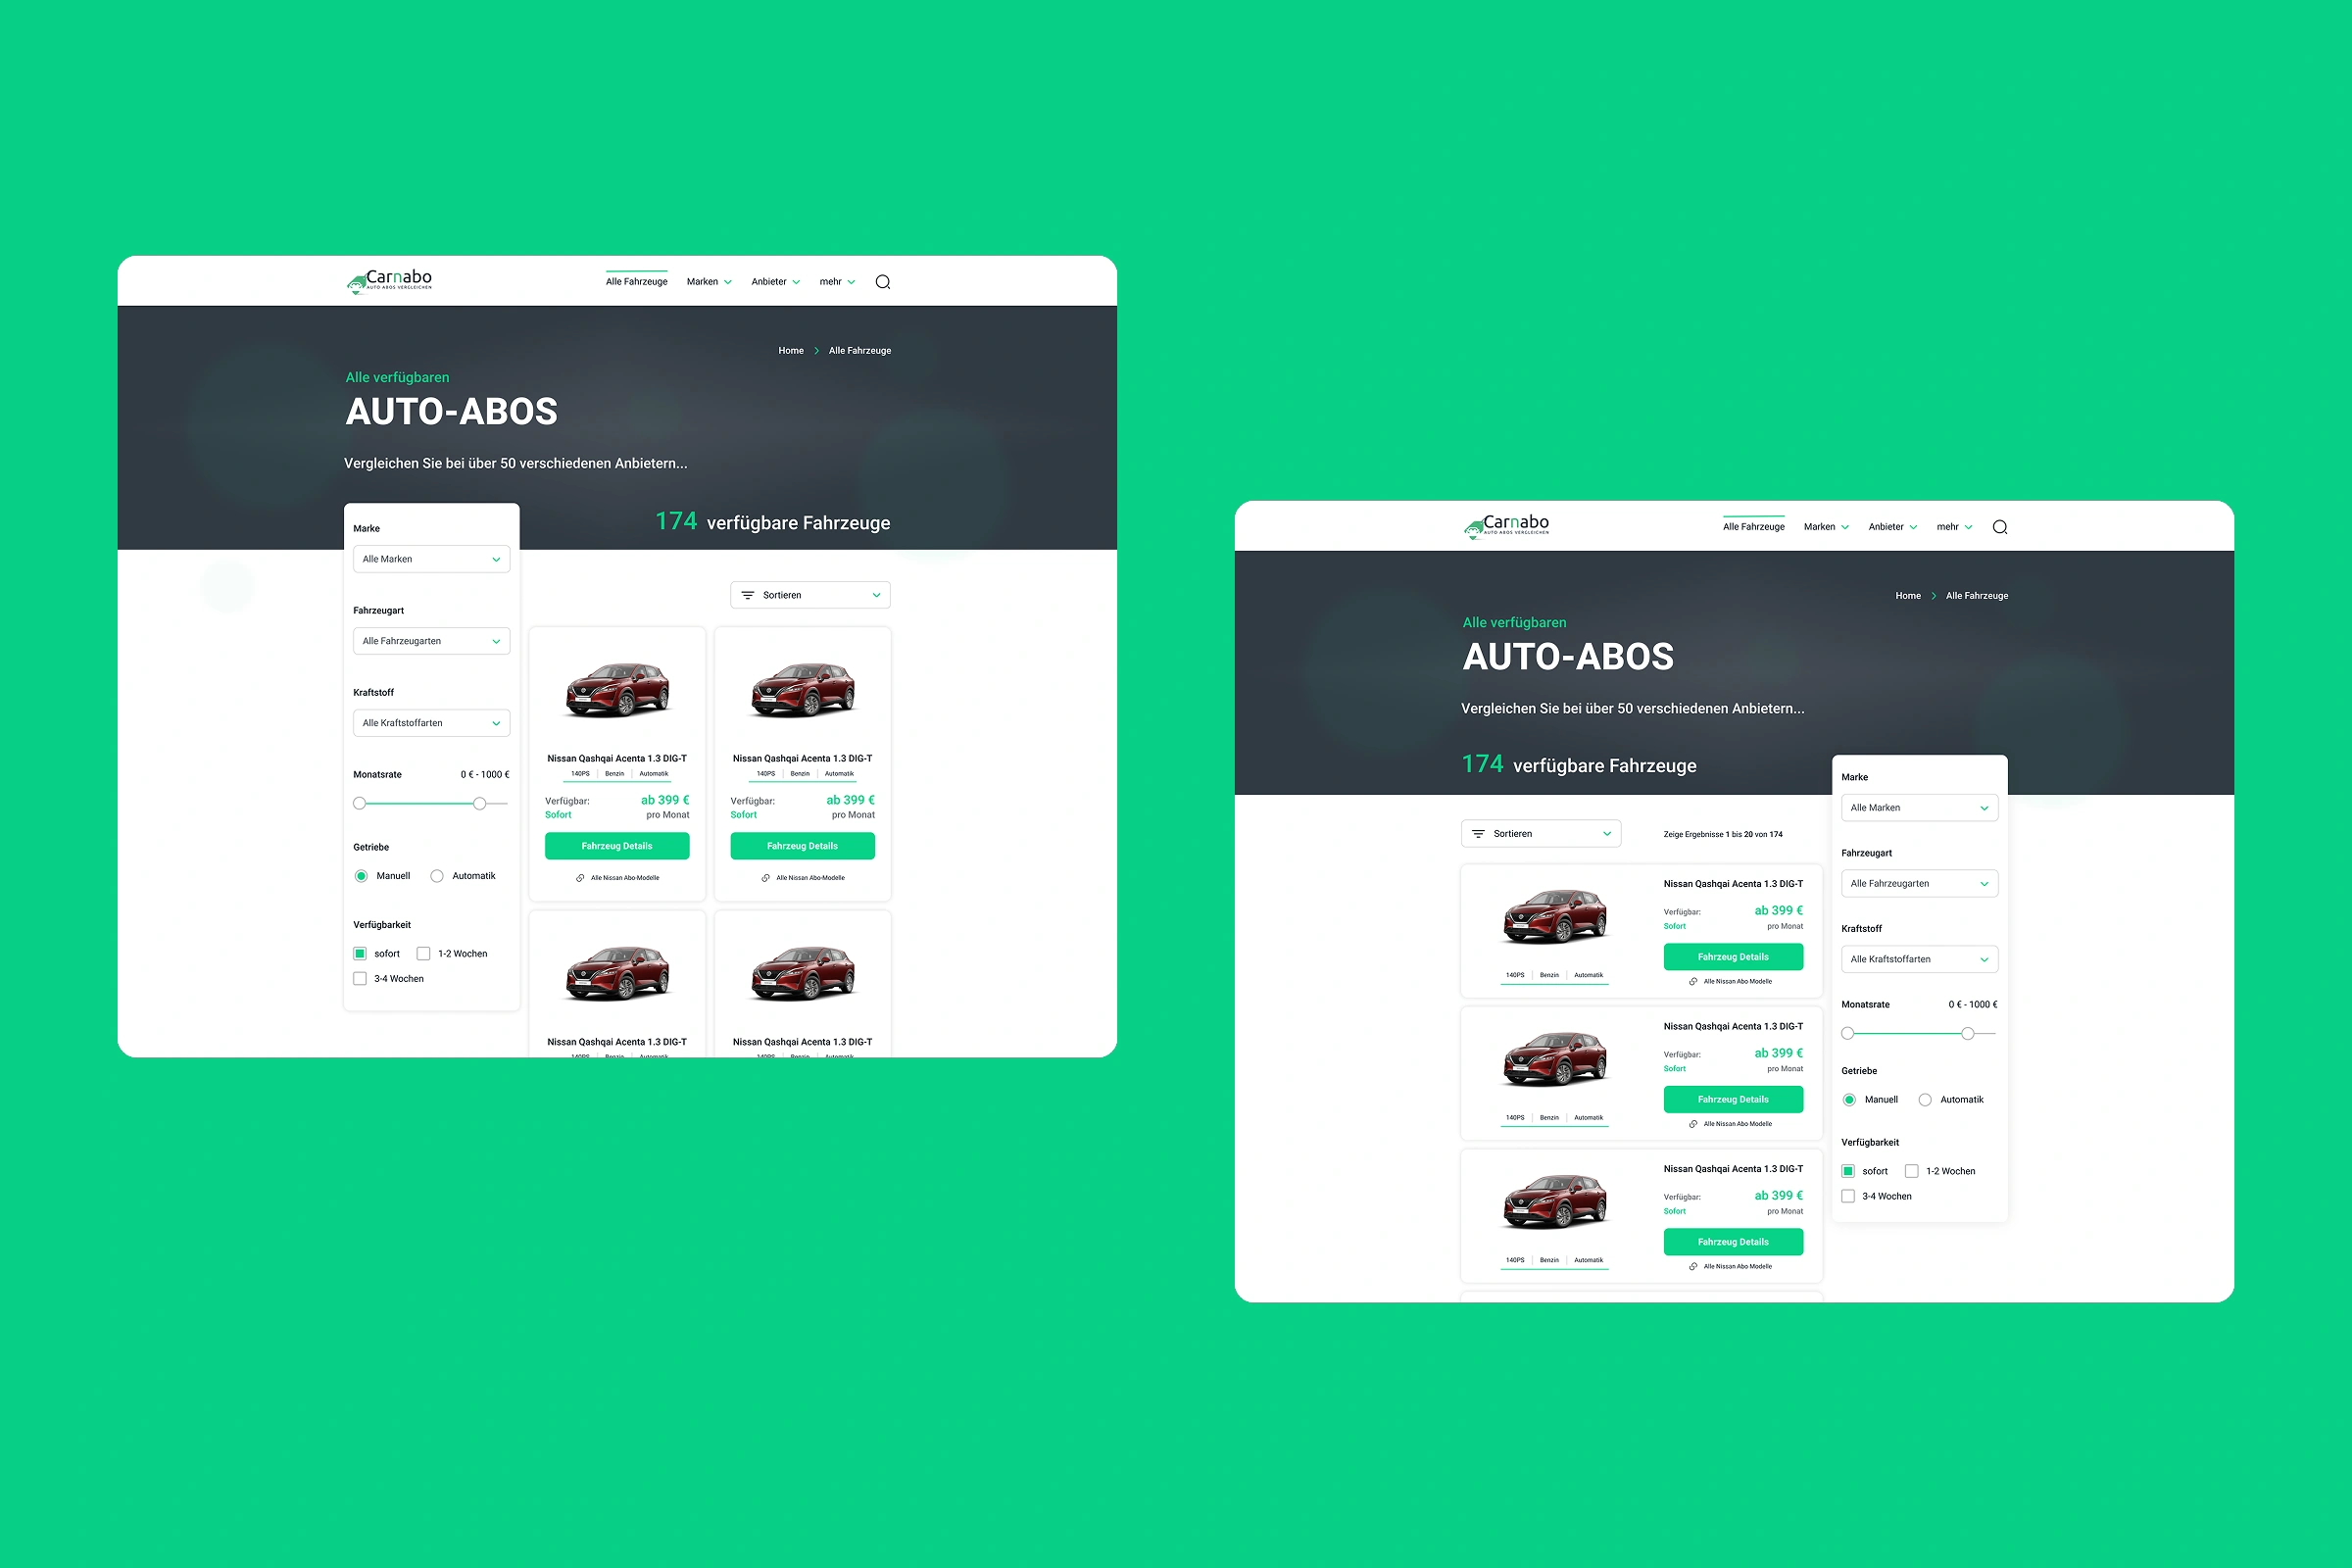 Carnabo
AUTO ABOS VERGLEICHEN
Alle Fahrzeuge Marken Anbieter mehr
Home Alle Fahrzeuge
Alle verfügbaren
AUTO-ABOS
Vergleichen Sie bei über 50 verschiedenen Anbietern...
174 verfügbare Fahrzeuge
Marke
Alle Marken
Fahrzeugart
Alle Fahrzeugarten
Kraftstoff
Alle Kraftstoffarten
Monatsrate 0 € - 1000 €
Getriebe
Manuell Automatik
Verfügbarkeit
sofort 1-2 Wochen
3-4 Wochen
Sortieren
Nissan Qashqai Acenta 1.3 DIG-T
140PS Benzin Automatik
Verfügbar: ab 399 €
Sofort pro Monat
Fahrzeug Details
Alle Nissan Abo-Modelle
Nissan Qashqai Acenta 1.3 DIG-T
140PS Benzin Automatik
Verfügbar: ab 399 €
Sofort pro Monat
Fahrzeug Details
Alle Nissan Abo-Modelle
Nissan Qashqai Acenta 1.3 DIG-T
140PS Benzin Automatik
Nissan Qashqai Acenta 1.3 DIG-T
140PS Benzin Automatik
Carnabo
AUTO ABOS VERGLEICHEN
Alle Fahrzeuge Marken Anbieter mehr
Home Alle Fahrzeuge
Alle verfügbaren
AUTO-ABOS
Vergleichen Sie bei über 50 verschiedenen Anbietern...
174 verfügbare Fahrzeuge
Sortieren
Zeige Ergebnisse 1 bis 20 von 174
Nissan Qashqai Acenta 1.3 DIG-T
Verfügbar: ab 399 €
Sofort pro Monat
Fahrzeug Details
140PS Benzin Automatik
Alle Nissan Abo Modelle
Nissan Qashqai Acenta 1.3 DIG-T
Verfügbar: ab 399 €
Sofort pro Monat
Fahrzeug Details
140PS Benzin Automatik
Alle Nissan Abo Modelle
Nissan Qashqai Acenta 1.3 DIG-T
Verfügbar: ab 399 €
Sofort pro Monat
Fahrzeug Details
140PS Benzin Automatik
Alle Nissan Abo Modelle
Marke
Alle Marken
Fahrzeugart
Alle Fahrzeugarten
Kraftstoff
Alle Kraftstoffarten
Monatsrate 0 € - 1000 €
Getriebe
Manuell Automatik
Verfügbarkeit
sofort 1-2 Wochen
3-4 Wochen